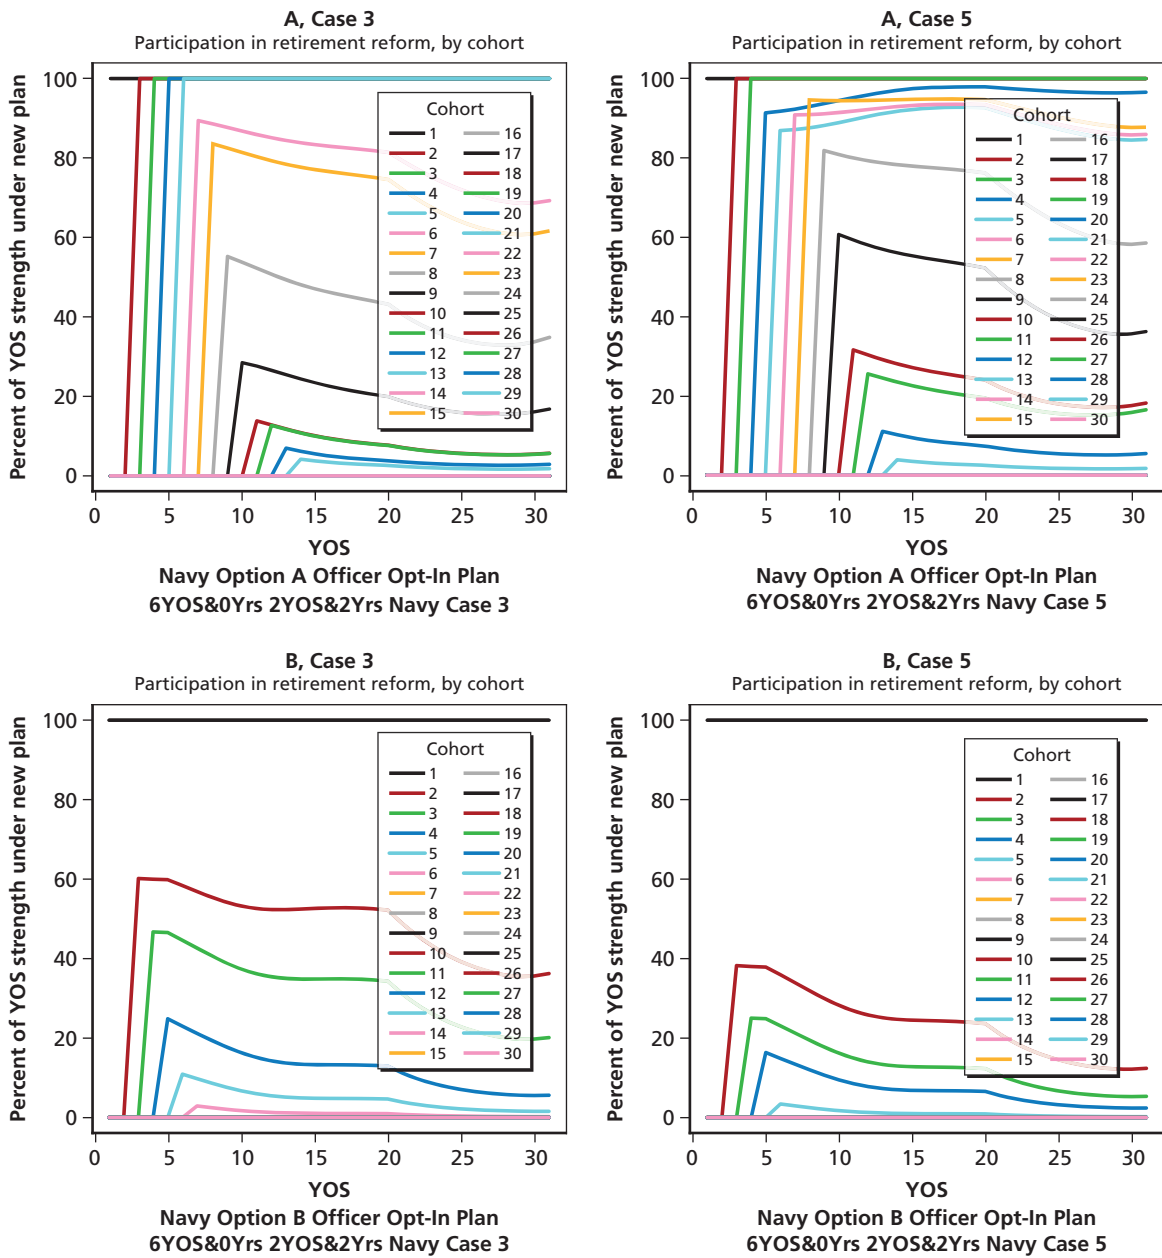 A, Case 3
Participation in retirement reform, by cohort
Percent of YOS strength under new plan
100
80
60
40
20
0
Cohort
1 16
2 17
3 18
4 19
5 20
6 21
7 22
8 23
9 24
10 25
11 26
12 27
13 28
14 29
15 30
0 5 10 15 20 25 30
YOS
Navy Option A Officer Opt-In Plan
6YOS&0Yrs 2YOS&2Yrs Navy Case 3
A, Case 5
Participation in retirement reform, by cohort
Percent of YOS strength under new plan
100
80
60
40
20
0
Cohort
1 16
2 17
3 18
4 19
5 20
6 21
7 22
8 23
9 24
10 25
11 26
12 27
13 28
14 29
15 30
0 5 10 15 20 25 30
YOS
Navy Option A Officer Opt-In Plan
6YOS&0Yrs 2YOS&2Yrs Navy Case 5
B, Case 3
Participation in retirement reform, by cohort
Percent of YOS strength under new plan
100
80
60
40
20
0
Cohort
1 16
2 17
3 18
4 19
5 20
6 21
7 22
8 23
9 24
10 25
11 26
12 27
13 28
14 29
15 30
0 5 10 15 20 25 30
YOS
Navy Option B Officer Opt-In Plan
6YOS&0Yrs 2YOS&2Yrs Navy Case 3
B, Case 5
Participation in retirement reform, by cohort
Percent of YOS strength under new plan
100
80
60
40
20
0
Cohort
1 16
2 17
3 18
4 19
5 20
6 21
7 22
8 23
9 24
10 25
11 26
12 27
13 28
14 29
15 30
0 5 10 15 20 25 30
YOS
Navy Option B Officer Opt-In Plan
6YOS&0Yrs 2YOS&2Yrs Navy Case 5